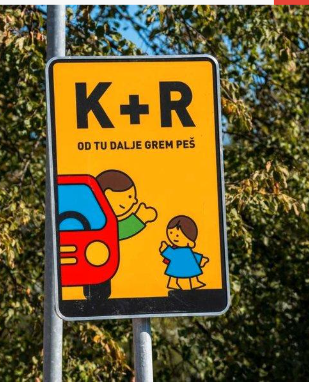 K+R
OD TU DALJE GREM PEŠ